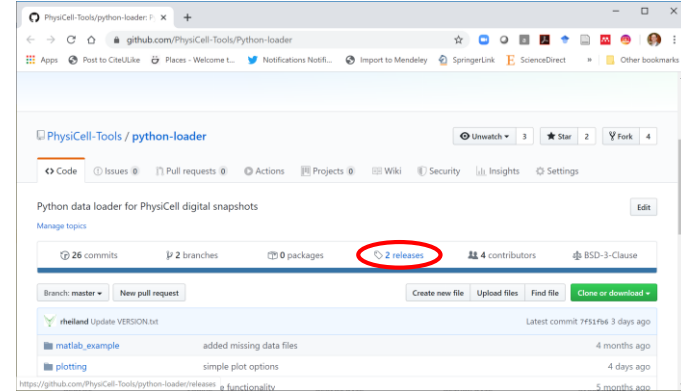 PhysiCell-Tools/python-loader: P
github.com/PhysiCell-Tools/Python-loader
Apps Post to CiteULike Places - Welcome t... Notifications Notifi... Import to Mendeley SpringerLink ScienceDirect » Other bookmarks
PhysiCell-Tools / python-loader Unwatch 3 Star 2 Fork 4
Code Issues 0 Pull requests 0 Actions Projects 0 Wiki Security Insights Settings
Python data loader for PhysiCell digital snapshots Edit
Manage topics
26 commits 2 branches 0 packages 2 releases 4 contributors BSD-3-Clause
Branch: master New pull request Create new file Upload files Find file Clone or download
rheiland Update VERSION.txt Latest commit 7f51fb6 3 days ago
matlab_example added missing data files 4 months ago
plotting simple plot options 4 days ago
https://github.com/PhysiCell-Tools/python-loader/releases e functionality 5 months ago